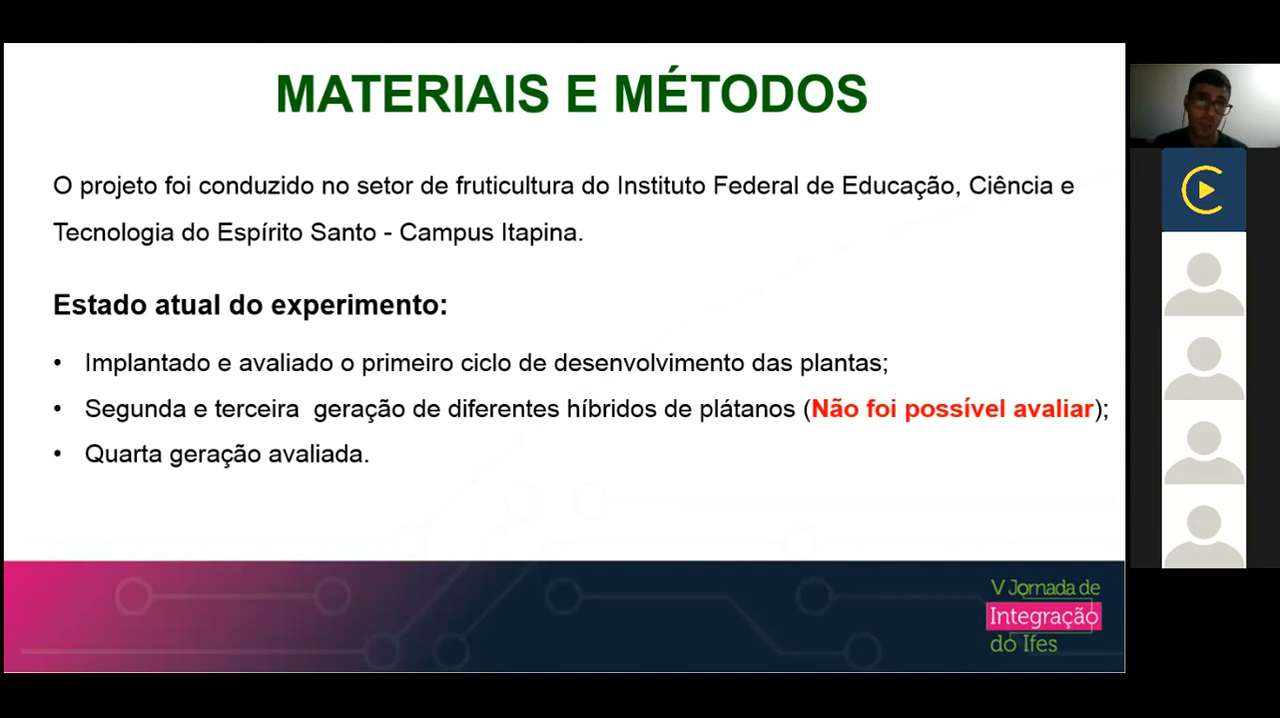 MATERIAIS E MÉTODOS
O projeto foi conduzido no setor de fruticultura do Instituto Federal de Educação, Ciência e
Tecnologia do Espírito Santo - Campus Itapina.
Estado atual do experimento:
• Implantado e avaliado o primeiro ciclo de desenvolvimento das plantas;
• Segunda e terceira  geração de diferentes híbridos de plátanos (Não foi possível avaliar);
• Quarta geração avaliada.
V Jornada de
Integração
do Ifes